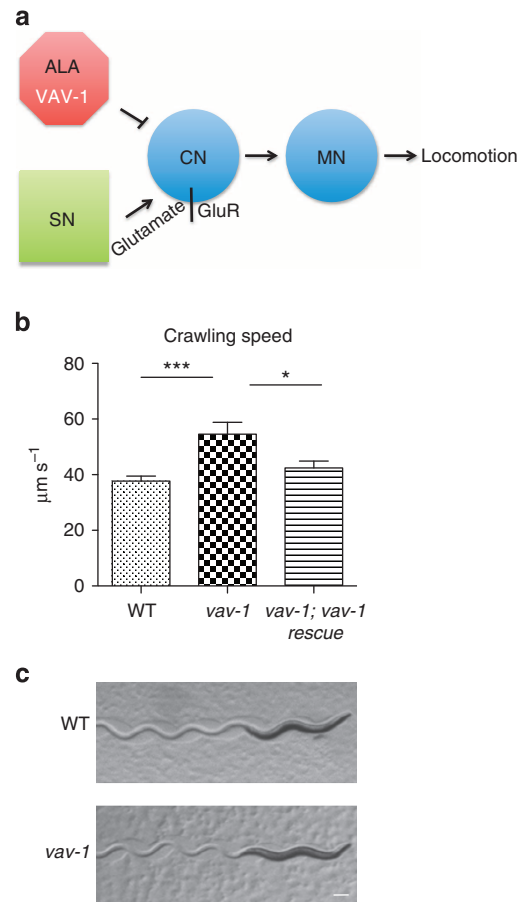 a
ALA
VAV-1
SN
CN
MN
Locomotion
Glutamate
GluR
b
Crawling speed
***
*
80
60
40
20
0
μm s⁻¹
WT
vav-1
vav-1; vav-1
rescue
c
WT
vav-1